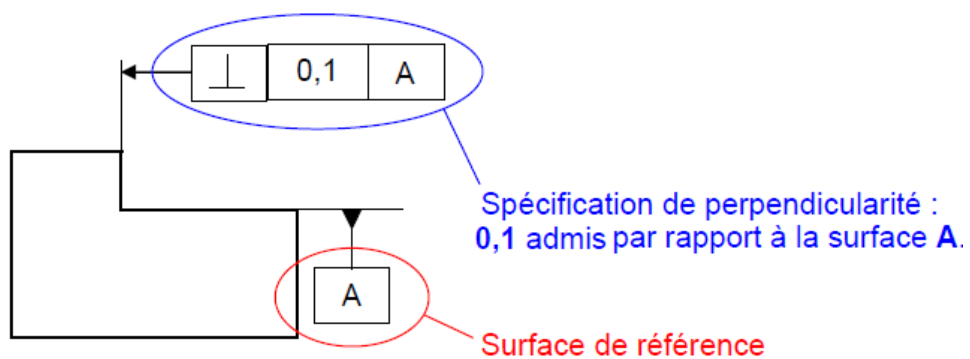 ⊥ 0,1 A
Spécification de perpendicularité :
0,1 admis par rapport à la surface A.
A
Surface de référence